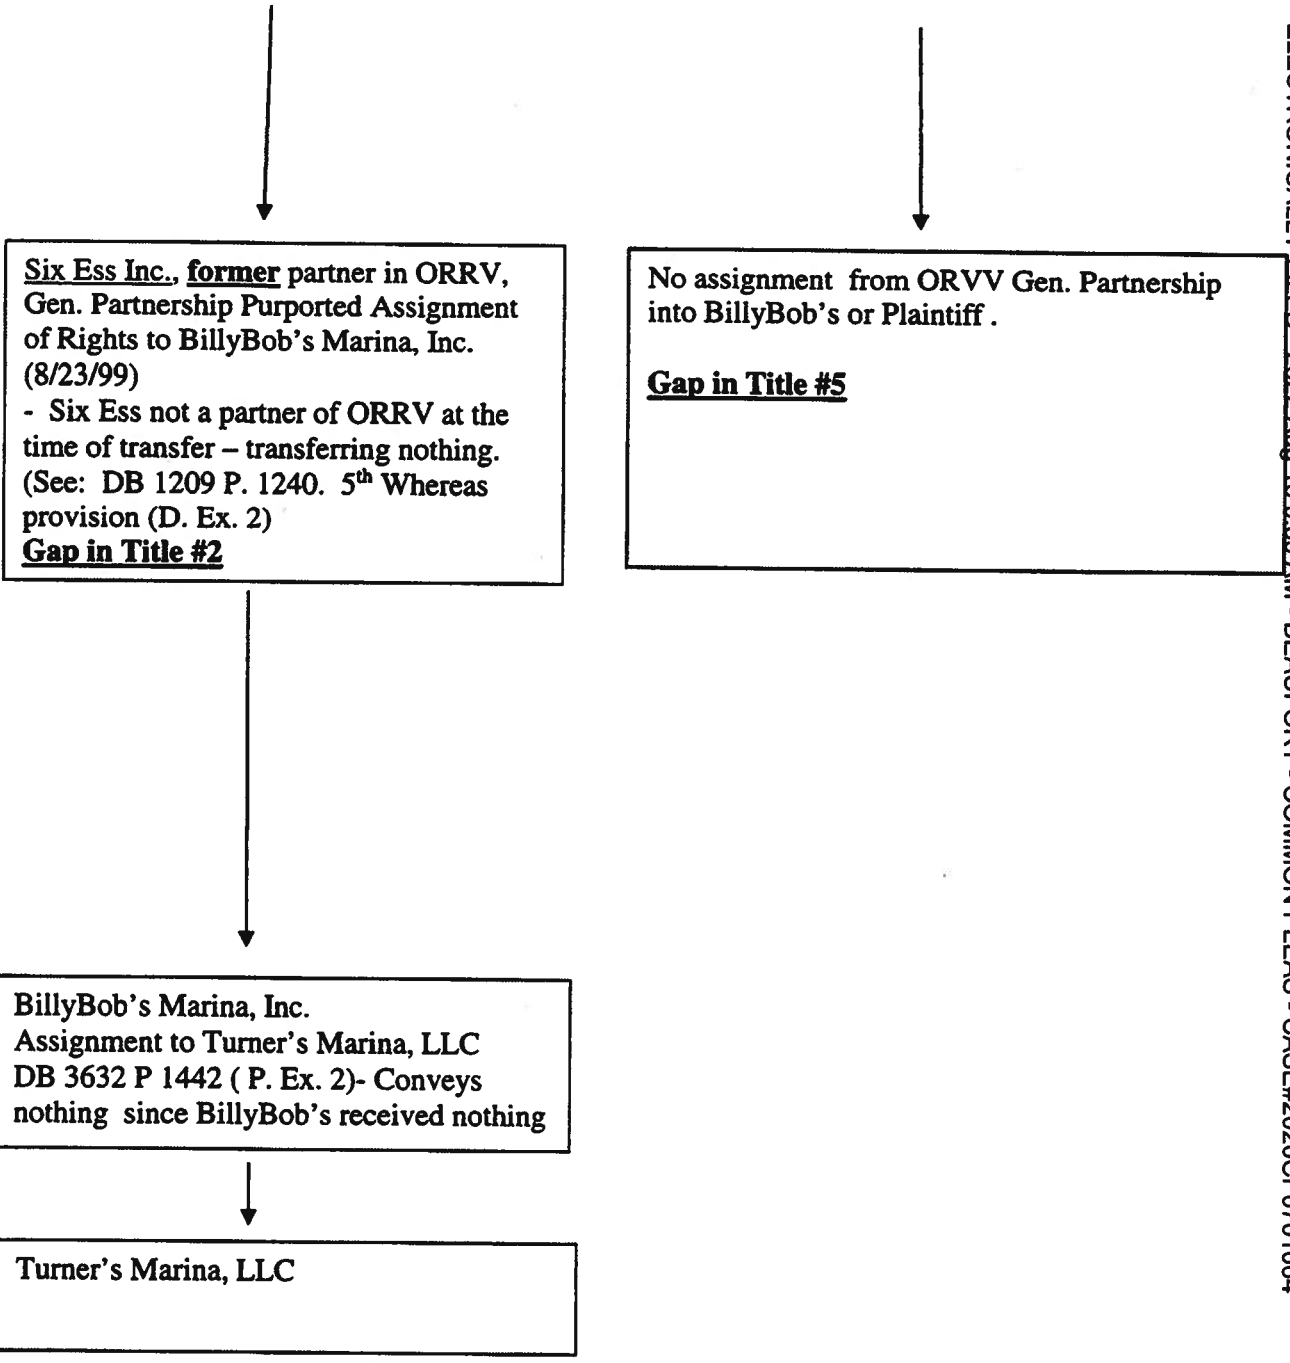 Six Ess Inc., former partner in ORRV,
Gen. Partnership Purported Assignment
of Rights to BillyBob's Marina, Inc.
(8/23/99)
- Six Ess not a partner of ORRV at the
time of transfer – transferring nothing.
(See: DB 1209 P. 1240. 5th Whereas
provision (D. Ex. 2)
Gap in Title #2
No assignment from ORVV Gen. Partnership
into BillyBob's or Plaintiff .
Gap in Title #5
BillyBob's Marina, Inc.
Assignment to Turner's Marina, LLC
DB 3632 P 1442 ( P. Ex. 2)- Conveys
nothing since BillyBob's received nothing
Turner's Marina, LLC